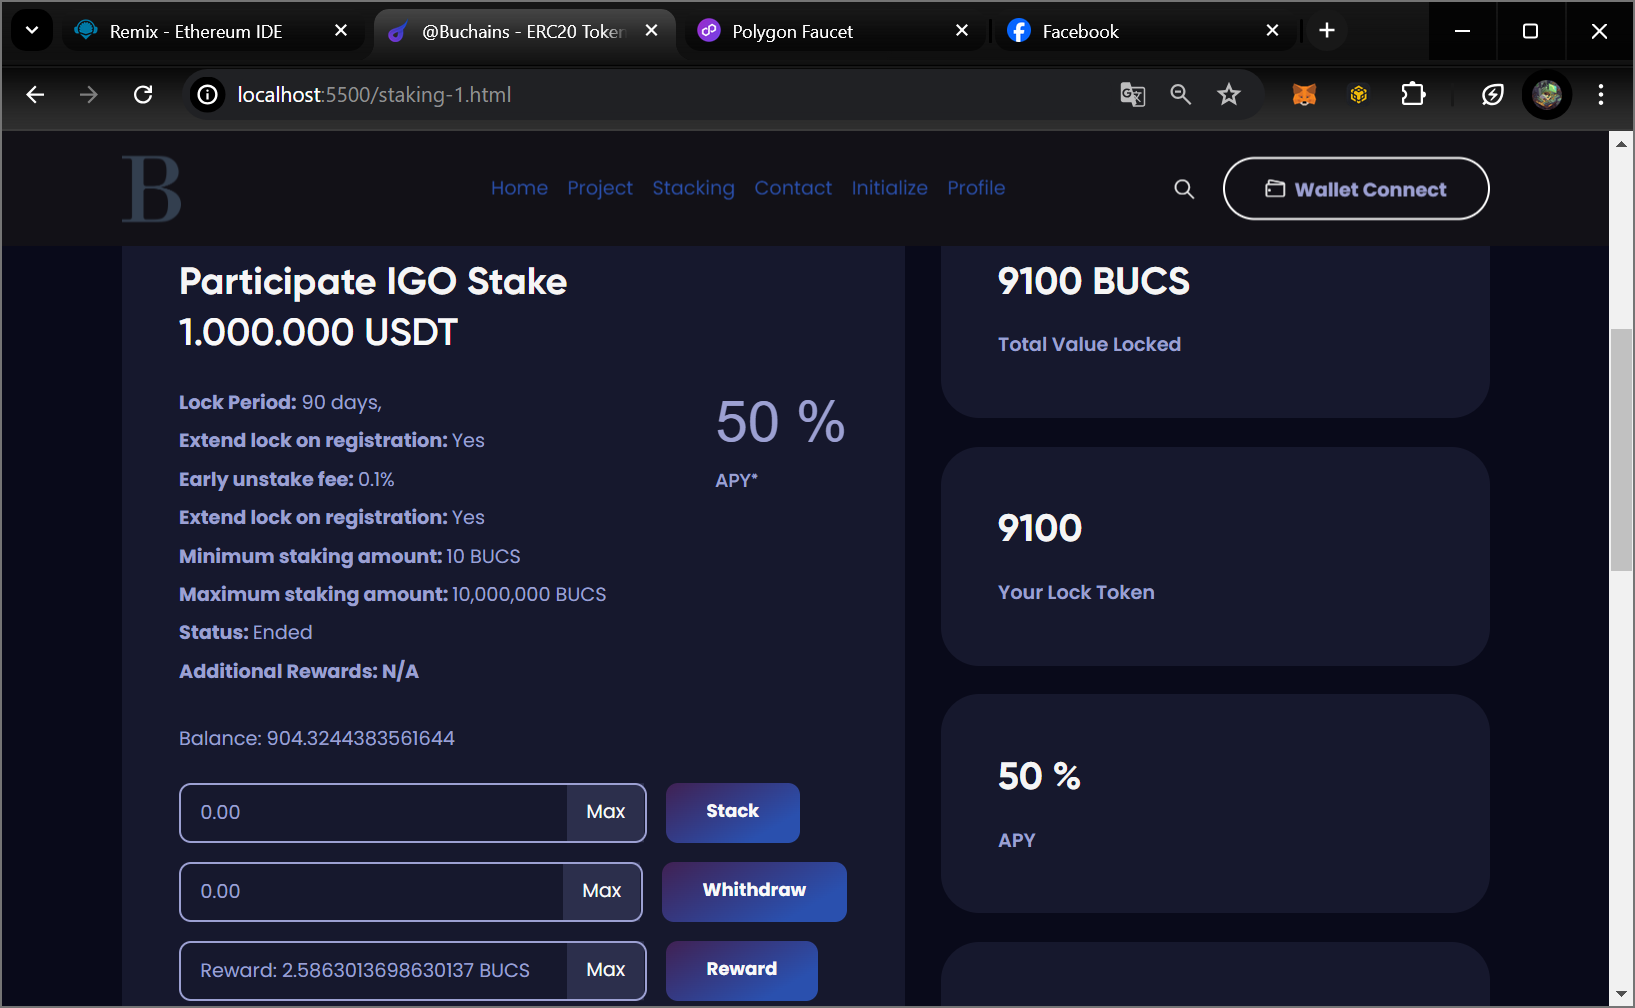 Remix - Ethereum IDE
@Buchains - ERC20 Token
Polygon Faucet
Facebook
localhost:5500/staking-1.html
B
Home Project Stacking Contact Initialize Profile
Wallet Connect
Participate IGO Stake
1.000.000 USDT
Lock Period: 90 days,
Extend lock on registration: Yes
Early unstake fee: 0.1%
Extend lock on registration: Yes
Minimum staking amount: 10 BUCS
Maximum staking amount: 10,000,000 BUCS
Status: Ended
Additional Rewards: N/A
50 %
APY*
Balance: 904.3244383561644
0.00 Max Stack
0.00 Max Whithdraw
Reward: 2.5863013698630137 BUCS Max Reward
9100 BUCS
Total Value Locked
9100
Your Lock Token
50 %
APY